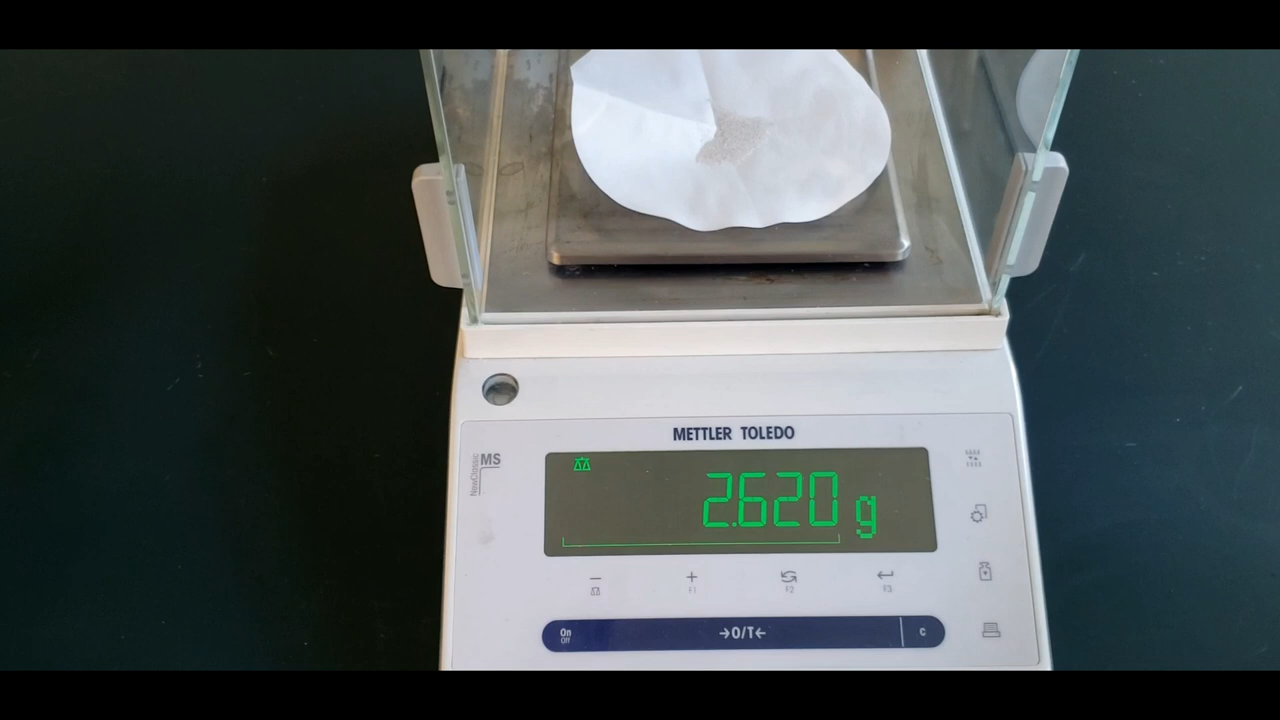 METTLER TOLEDO
NewClassic MS
2.620 g
F1 F2 F3
On
Off
→0/T←
C